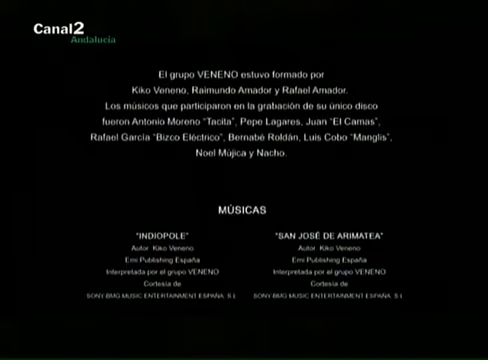 Canal2
Andalucía
El grupo VENENO estuvo formado por
Kiko Veneno, Raimundo Amador y Rafael Amador.
Los músicos que participaron en la grabación de su único disco
fueron Antonio Moreno "Tacita", Pepe Lagares, Juan "El Camas",
Rafael García "Bizco Eléctrico", Bernabé Roldán, Luis Cobo "Manglis",
Noel Mújica y Nacho.
MÚSICAS
"INDIOPOLE"
Autor: Kiko Veneno
Emi Publishing España
Interpretada por el grupo VENENO
Cortesía de
SONY BMG MUSIC ENTERTAINMENT ESPAÑA, S.L.
"SAN JOSÉ DE ARIMATEA"
Autor: Kiko Veneno
Emi Publishing España
Interpretada por el grupo VENENO
Cortesía de
SONY BMG MUSIC ENTERTAINMENT ESPAÑA, S.L.